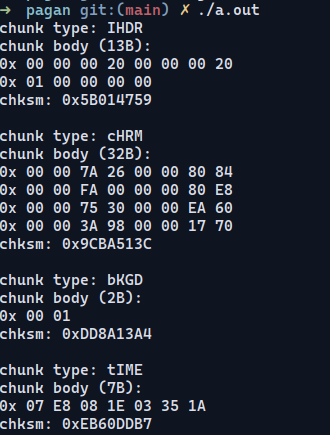 ➜  pagan git:(main) ✗ ./a.out
chunk type: IHDR
chunk body (13B):
0x 00 00 00 20 00 00 00 20
0x 01 00 00 00 00
chksm: 0x5B014759

chunk type: cHRM
chunk body (32B):
0x 00 00 7A 26 00 00 80 84
0x 00 00 FA 00 00 00 80 E8
0x 00 00 75 30 00 00 EA 60
0x 00 00 3A 98 00 00 17 70
chksm: 0x9CBA513C

chunk type: bKGD
chunk body (2B):
0x 00 01
chksm: 0xDD8A13A4

chunk type: tIME
chunk body (7B):
0x 07 E8 08 1E 03 35 1A
chksm: 0xEB60DDB7